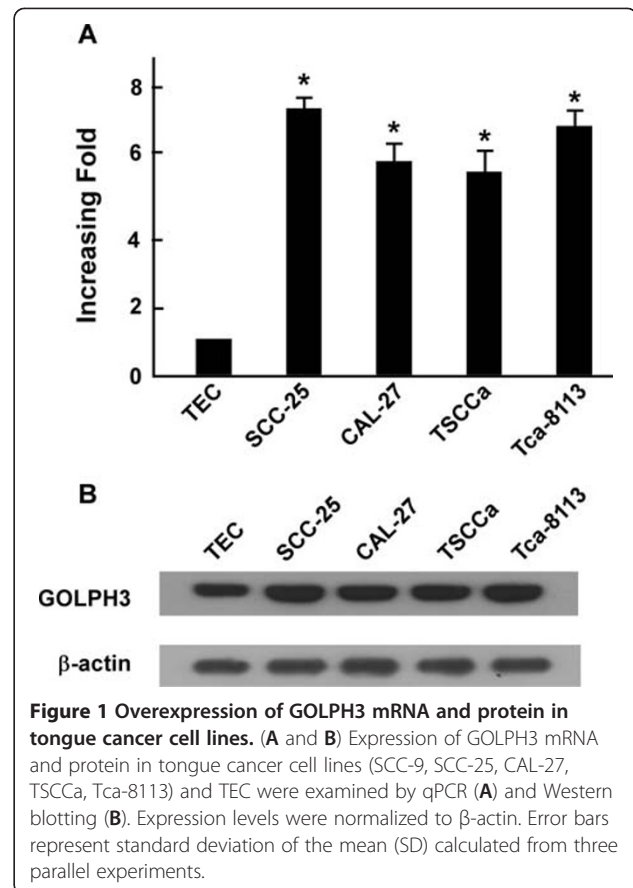 A
Increasing Fold
8
6
4
2
0
* * * *
TEC SCC-25 CAL-27 TSCCa Tca-8113
B
TEC SCC-25 CAL-27 TSCCa Tca-8113
GOLPH3
β-actin
Figure 1 Overexpression of GOLPH3 mRNA and protein in
tongue cancer cell lines. (A and B) Expression of GOLPH3 mRNA
and protein in tongue cancer cell lines (SCC-9, SCC-25, CAL-27,
TSCCa, Tca-8113) and TEC were examined by qPCR (A) and Western
blotting (B). Expression levels were normalized to β-actin. Error bars
represent standard deviation of the mean (SD) calculated from three
parallel experiments.